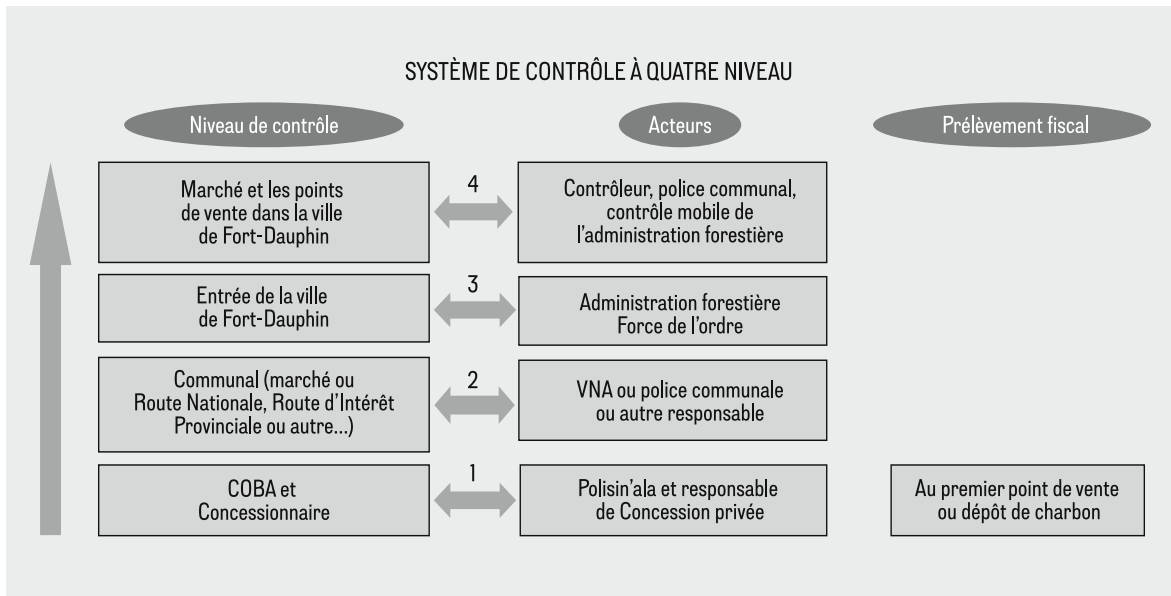 SYSTÈME DE CONTRÔLE À QUATRE NIVEAU
Niveau de contrôle
Acteurs
Prélèvement fiscal
Marché et les points
de vente dans la ville
de Fort-Dauphin
4
Contrôleur, police communal,
contrôle mobile de
l'administration forestière
Entrée de la ville
de Fort-Dauphin
3
Administration forestière
Force de l'ordre
Communal (marché ou
Route Nationale, Route d'Intérêt
Provinciale ou autre...)
2
VNA ou police communale
ou autre responsable
COBA et
Concessionnaire
1
Polisin'ala et responsable
de Concession privée
Au premier point de vente
ou dépôt de charbon